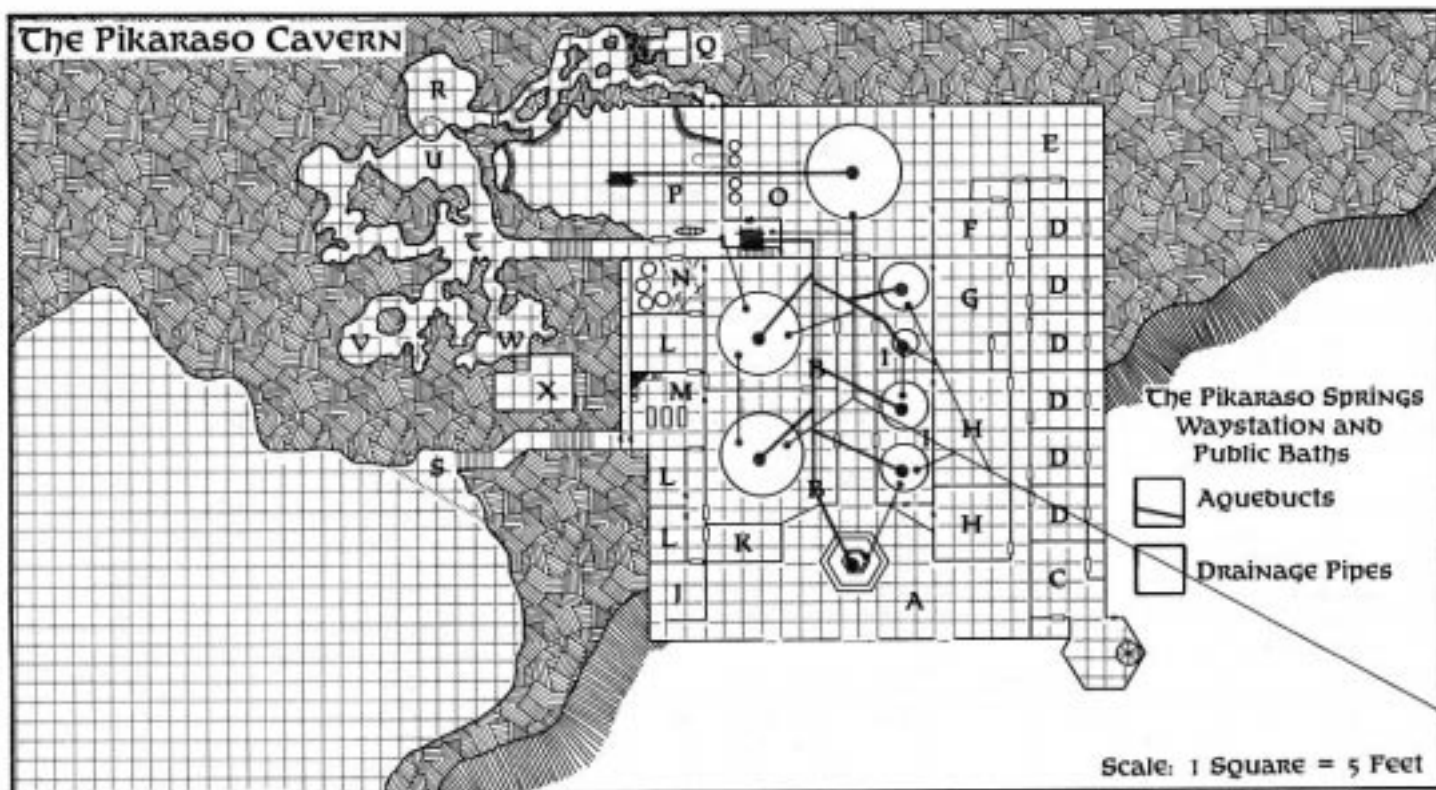 The Pikaraso Cavern
Q
R
E
U
P
O
T
F
D
N
G
D
V
W
L
I
D
X
M
B
D
S
I
H
L
B
D
L
K
H
D
J
A
C
The Pikaraso Springs
Waystation and
Public Baths
Aqueducts
Drainage Pipes
Scale: 1 Square = 5 Feet